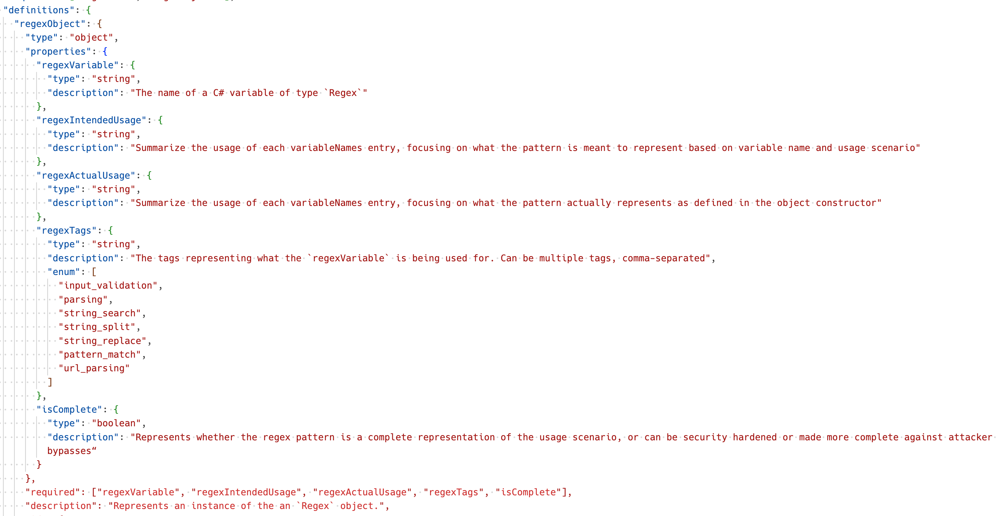 "definitions": {
"regexObject": {
"type": "object",
"properties": {
"regexVariable": {
"type": "string",
"description": "The name of a C# variable of type `Regex`"
},
"regexIntendedUsage": {
"type": "string",
"description": "Summarize the usage of each variableNames entry, focusing on what the pattern is meant to represent based on variable name and usage scenario"
},
"regexActualUsage": {
"type": "string",
"description": "Summarize the usage of each variableNames entry, focusing on what the pattern actually represents as defined in the object constructor"
},
"regexTags": {
"type": "string",
"description": "The tags representing what the `regexVariable` is being used for. Can be multiple tags, comma-separated",
"enum": [
"input_validation",
"parsing",
"string_search",
"string_split",
"string_replace",
"pattern_match",
"url_parsing"
]
},
"isComplete": {
"type": "boolean",
"description": "Represents whether the regex pattern is a complete representation of the usage scenario, or can be security hardened or made more complete against attacker
bypasses“
}
},
"required": ["regexVariable", "regexIntendedUsage", "regexActualUsage", "regexTags", "isComplete"],
"description": "Represents an instance of the an `Regex` object.",